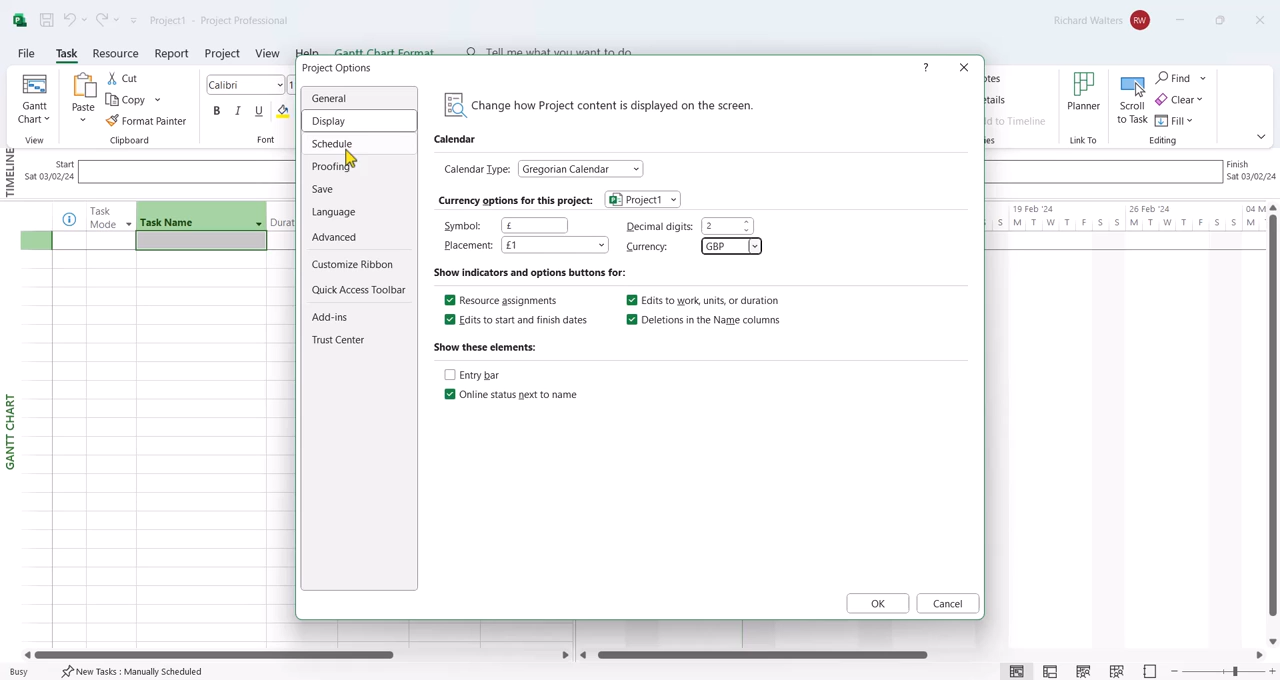 Project1 - Project Professional
Richard Walters RW
File Task Resource Report Project View Help Gantt Chart Format Tell me what you want to do
Project Options
?
Gantt Chart
View
Paste
Cut
Copy
Format Painter
Clipboard
Calibri
B I U
Font
Planner
Link To
Scroll to Task
Find
Clear
Fill
Editing
TIMELINE
Start
Sat 03/02/24
Finish
Sat 03/02/24
Task Mode
Task Name
19 Feb '24 26 Feb '24
S M T W T F S S M T W T F S S M
GANTT CHART
General
Display
Schedule
Proofing
Save
Language
Advanced
Customize Ribbon
Quick Access Toolbar
Add-ins
Trust Center
Change how Project content is displayed on the screen.
Calendar
Calendar Type: Gregorian Calendar
Currency options for this project: Project1
Symbol: £ Decimal digits: 2
Placement: £1 Currency: GBP
Show indicators and options buttons for:
Resource assignments Edits to work, units, or duration
Edits to start and finish dates Deletions in the Name columns
Show these elements:
Entry bar
Online status next to name
OK Cancel
Busy New Tasks : Manually Scheduled